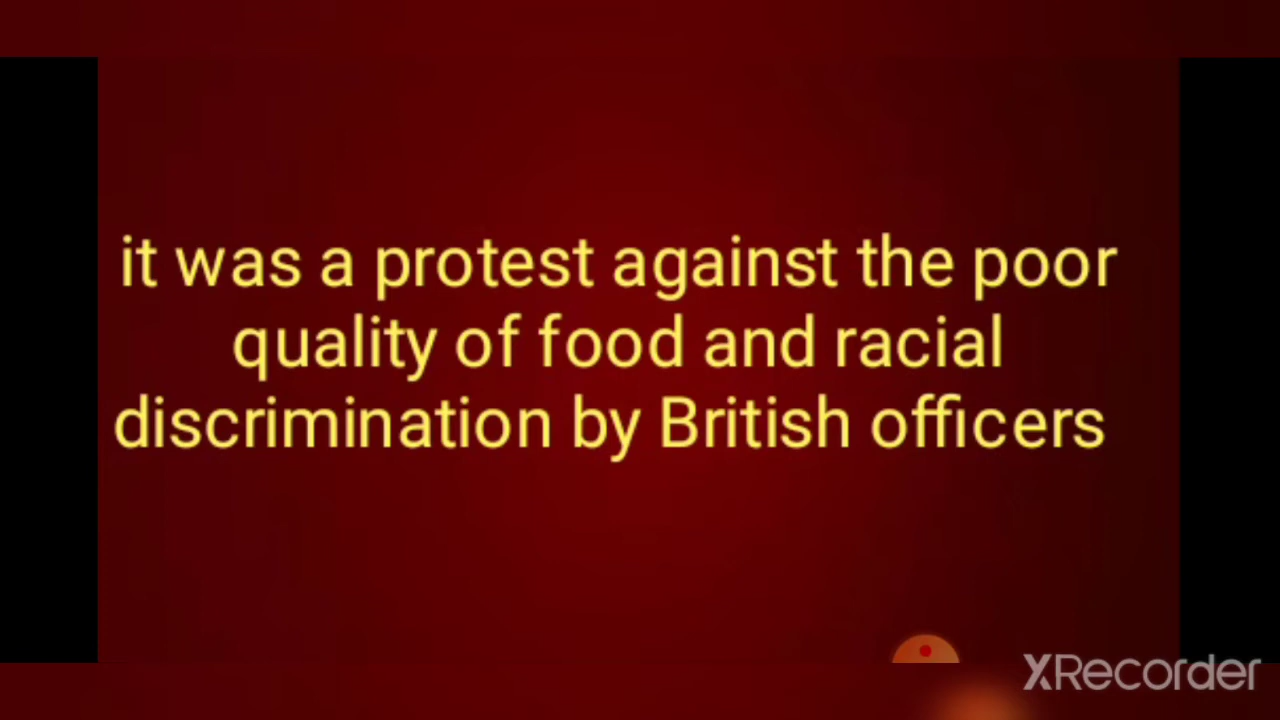 it was a protest against the poor
quality of food and racial
discrimination by British officers
XRecorder